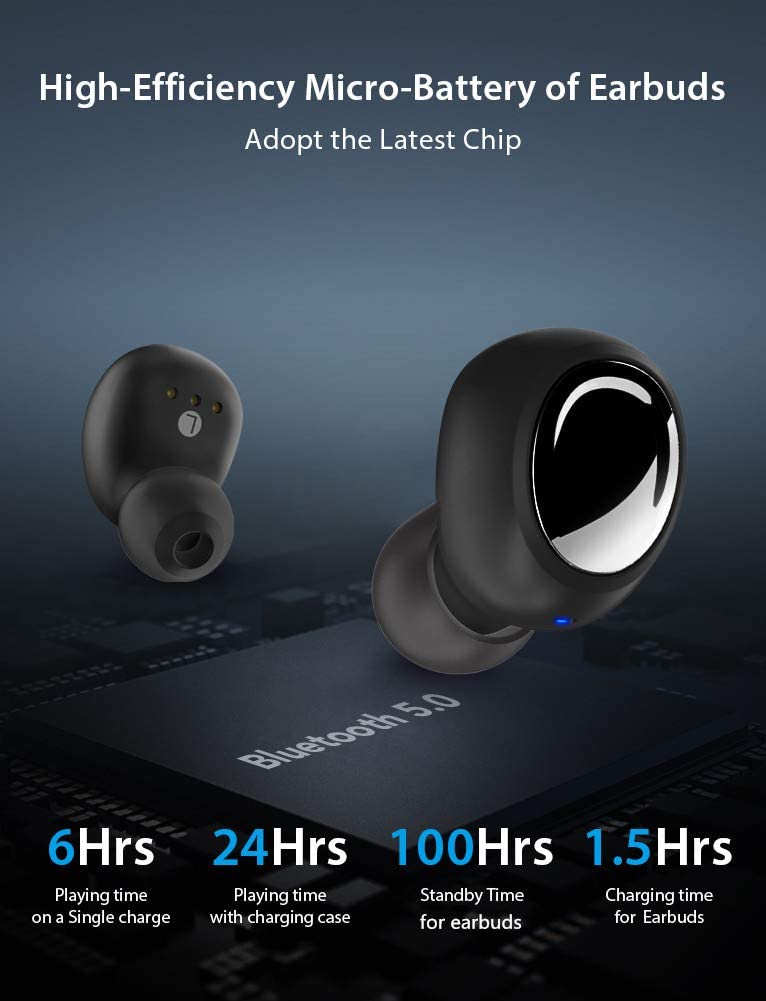 High-Efficiency Micro-Battery of Earbuds
Adopt the Latest Chip
L
Bluetooth 5.0
6Hrs 24Hrs 100Hrs 1.5Hrs
Playing time Playing time Standby Time Charging time
on a Single charge with charging case for earbuds for Earbuds